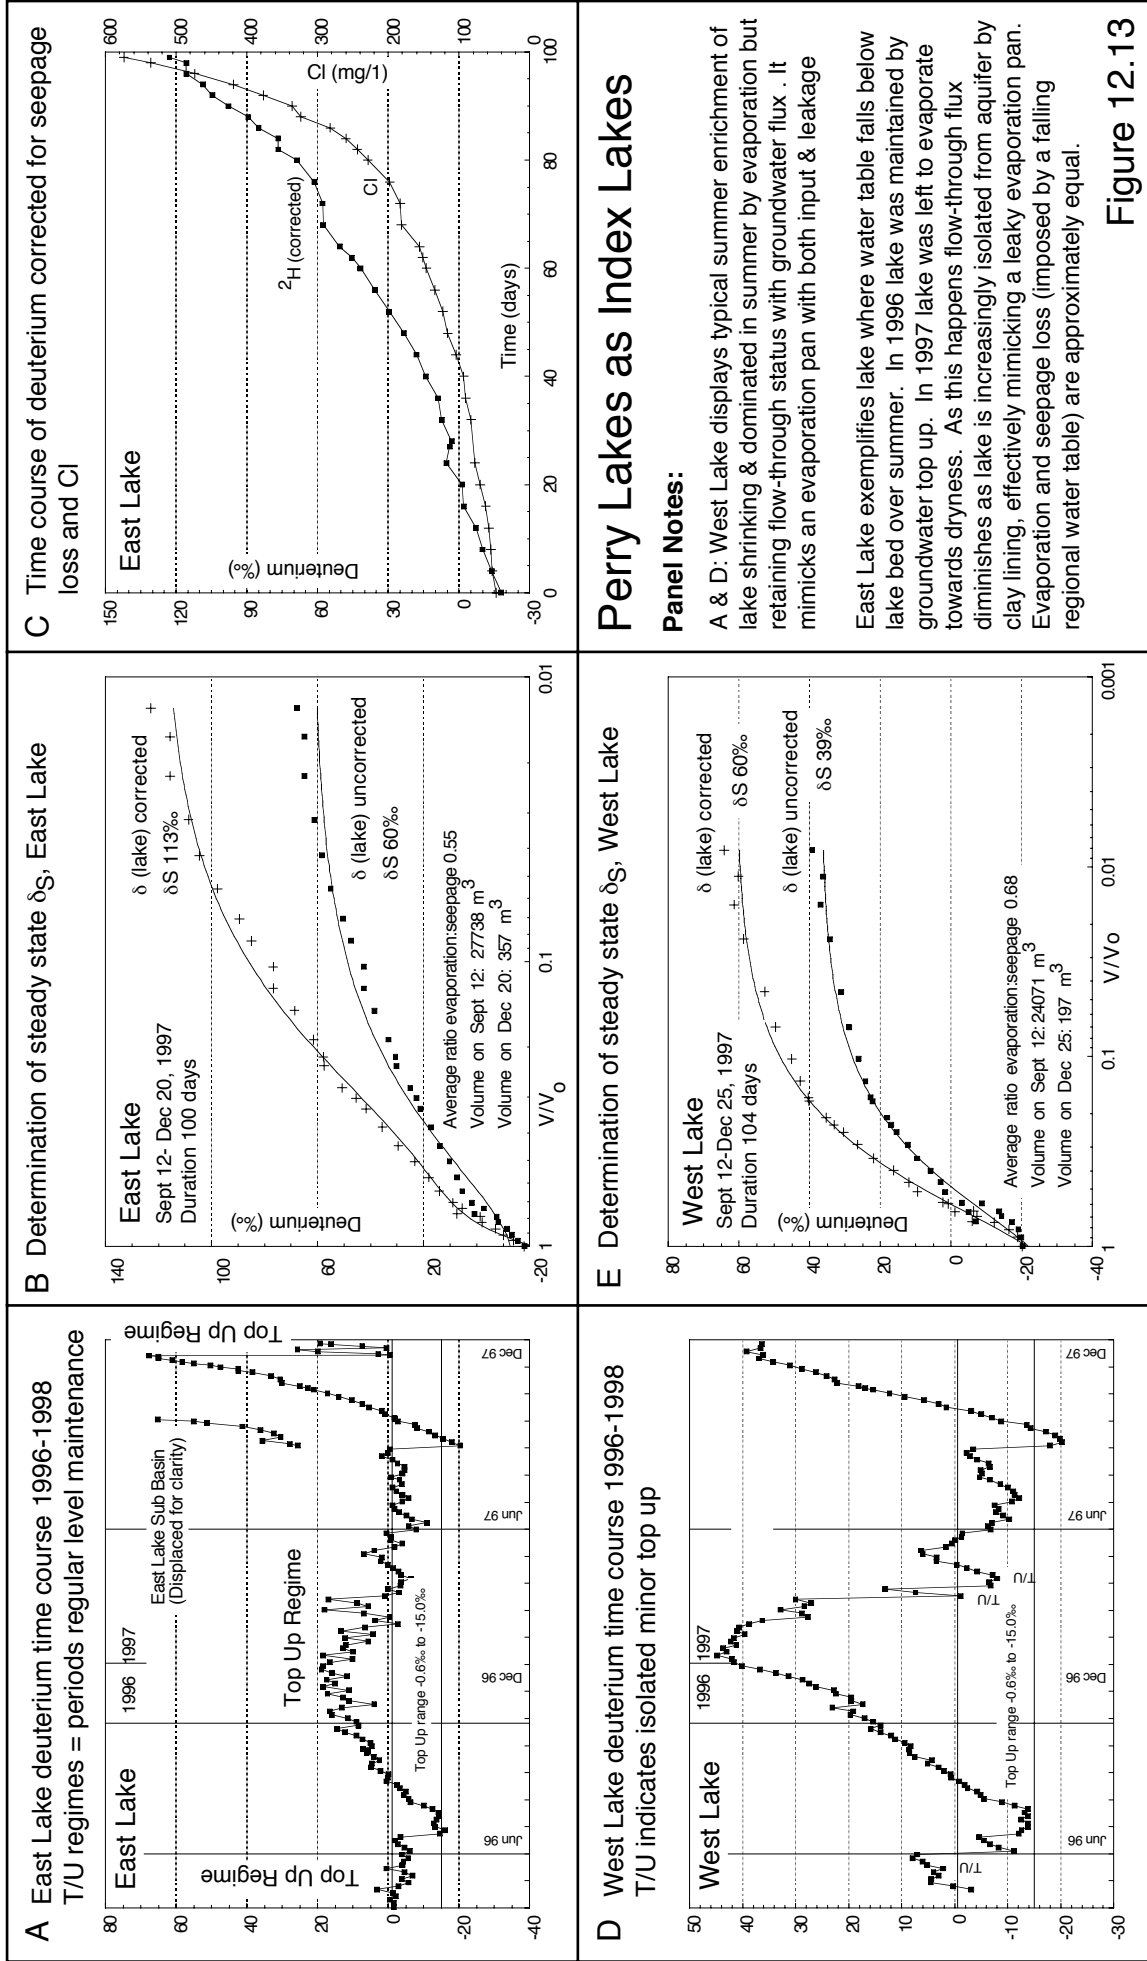 A East Lake deuterium time course 1996-1998
T/U regimes = periods regular level maintenance
East Lake
Top Up Regime
East Lake Sub Basin
(Displaced for clarity)
1996
1997
Top Up Regime
Top Up Regime
Top Up range -0.6‰ to -15.0‰
Jun 96
Dec 96
Jun 97
Dec 97
80
60
40
20
0
-20
-40
B Determination of steady state δS, East Lake
East Lake
Sept 12- Dec 20, 1997
Duration 100 days
δ (lake) corrected
δS 113‰
δ (lake) uncorrected
δS 60‰
Average ratio evaporation:seepage 0.55
Volume on Sept 12: 27738 m3
Volume on Dec 20: 357 m3
Deuterium (‰)
V/Vo
140
100
60
20
-20
1
0.1
0.01
C Time course of deuterium corrected for seepage
loss and Cl
East Lake
2H (corrected)
Cl
Deuterium (‰)
Cl (mg/1)
Time (days)
150
120
90
60
30
0
-30
600
500
400
300
200
100
0
20
40
60
80
100
D West Lake deuterium time course 1996-1998
T/U indicates isolated minor top up
West Lake
1996
1997
T/U
T/U
T/U
Top Up range -0.6‰ to -15.0‰
Jun 96
Dec 96
Jun 97
Dec 97
50
40
30
20
10
0
-10
-20
-30
E Determination of steady state δS, West Lake
West Lake
Sept 12-Dec 25, 1997
Duration 104 days
δ (lake) corrected
δS 60‰
δ (lake) uncorrected
δS 39‰
Average ratio evaporation:seepage 0.68
Volume on Sept 12: 24071 m3
Volume on Dec 25: 197 m3
Deuterium (‰)
V/Vo
80
60
40
20
0
-20
-40
1
0.1
0.01
0.001
Perry Lakes as Index Lakes
Panel Notes:
A & D: West Lake displays typical summer enrichment of
lake shrinking & dominated in summer by evaporation but
retaining flow-through status with groundwater flux . It
mimicks an evaporation pan with both input & leakage
East Lake exemplifies lake where water table falls below
lake bed over summer. In 1996 lake was maintained by
groundwater top up. In 1997 lake was left to evaporate
towards dryness. As this happens flow-through flux
diminishes as lake is increasingly isolated from aquifer by
clay lining, effectively mimicking a leaky evaporation pan.
Evaporation and seepage loss (imposed by a falling
regional water table) are approximately equal.
Figure 12.13